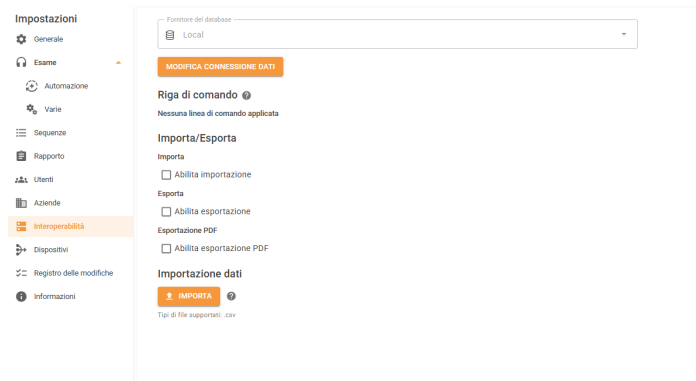 Impostazioni
Generale
Esame
Automazione
Varie
Sequenze
Rapporto
Utenti
Aziende
Interoperabilità
Dispositivi
Registro delle modifiche
Informazioni
Fornitore del database
Local
MODIFICA CONNESSIONE DATI
Riga di comando
Nessuna linea di comando applicata
Importa/Esporta
Importa
Abilita importazione
Esporta
Abilita esportazione
Esportazione PDF
Abilita esportazione PDF
Importazione dati
IMPORTA
Tipi di file supportati: .csv